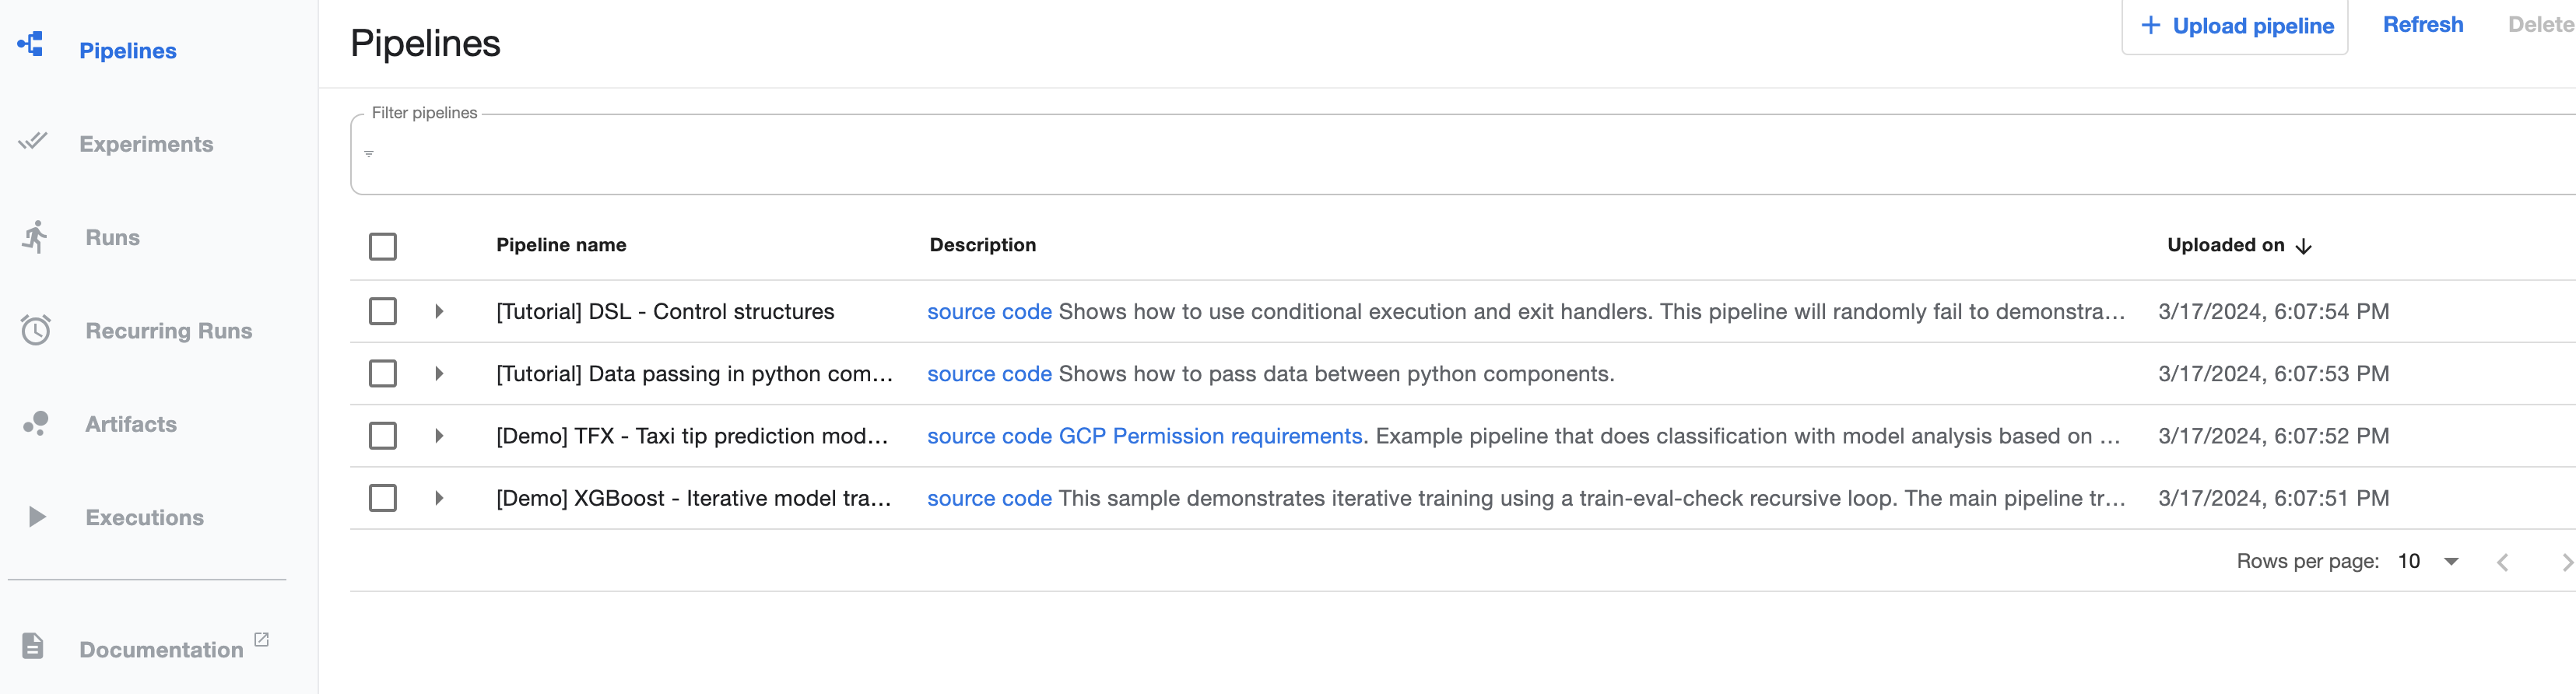 Pipelines
Experiments
Runs
Recurring Runs
Artifacts
Executions
Documentation
Pipelines
+ Upload pipeline Refresh Delete
Filter pipelines
Pipeline name Description Uploaded on
[Tutorial] DSL - Control structures source code Shows how to use conditional execution and exit handlers. This pipeline will randomly fail to demonstra... 3/17/2024, 6:07:54 PM
[Tutorial] Data passing in python com... source code Shows how to pass data between python components. 3/17/2024, 6:07:53 PM
[Demo] TFX - Taxi tip prediction mod... source code GCP Permission requirements. Example pipeline that does classification with model analysis based on ... 3/17/2024, 6:07:52 PM
[Demo] XGBoost - Iterative model tra... source code This sample demonstrates iterative training using a train-eval-check recursive loop. The main pipeline tr... 3/17/2024, 6:07:51 PM
Rows per page: 10